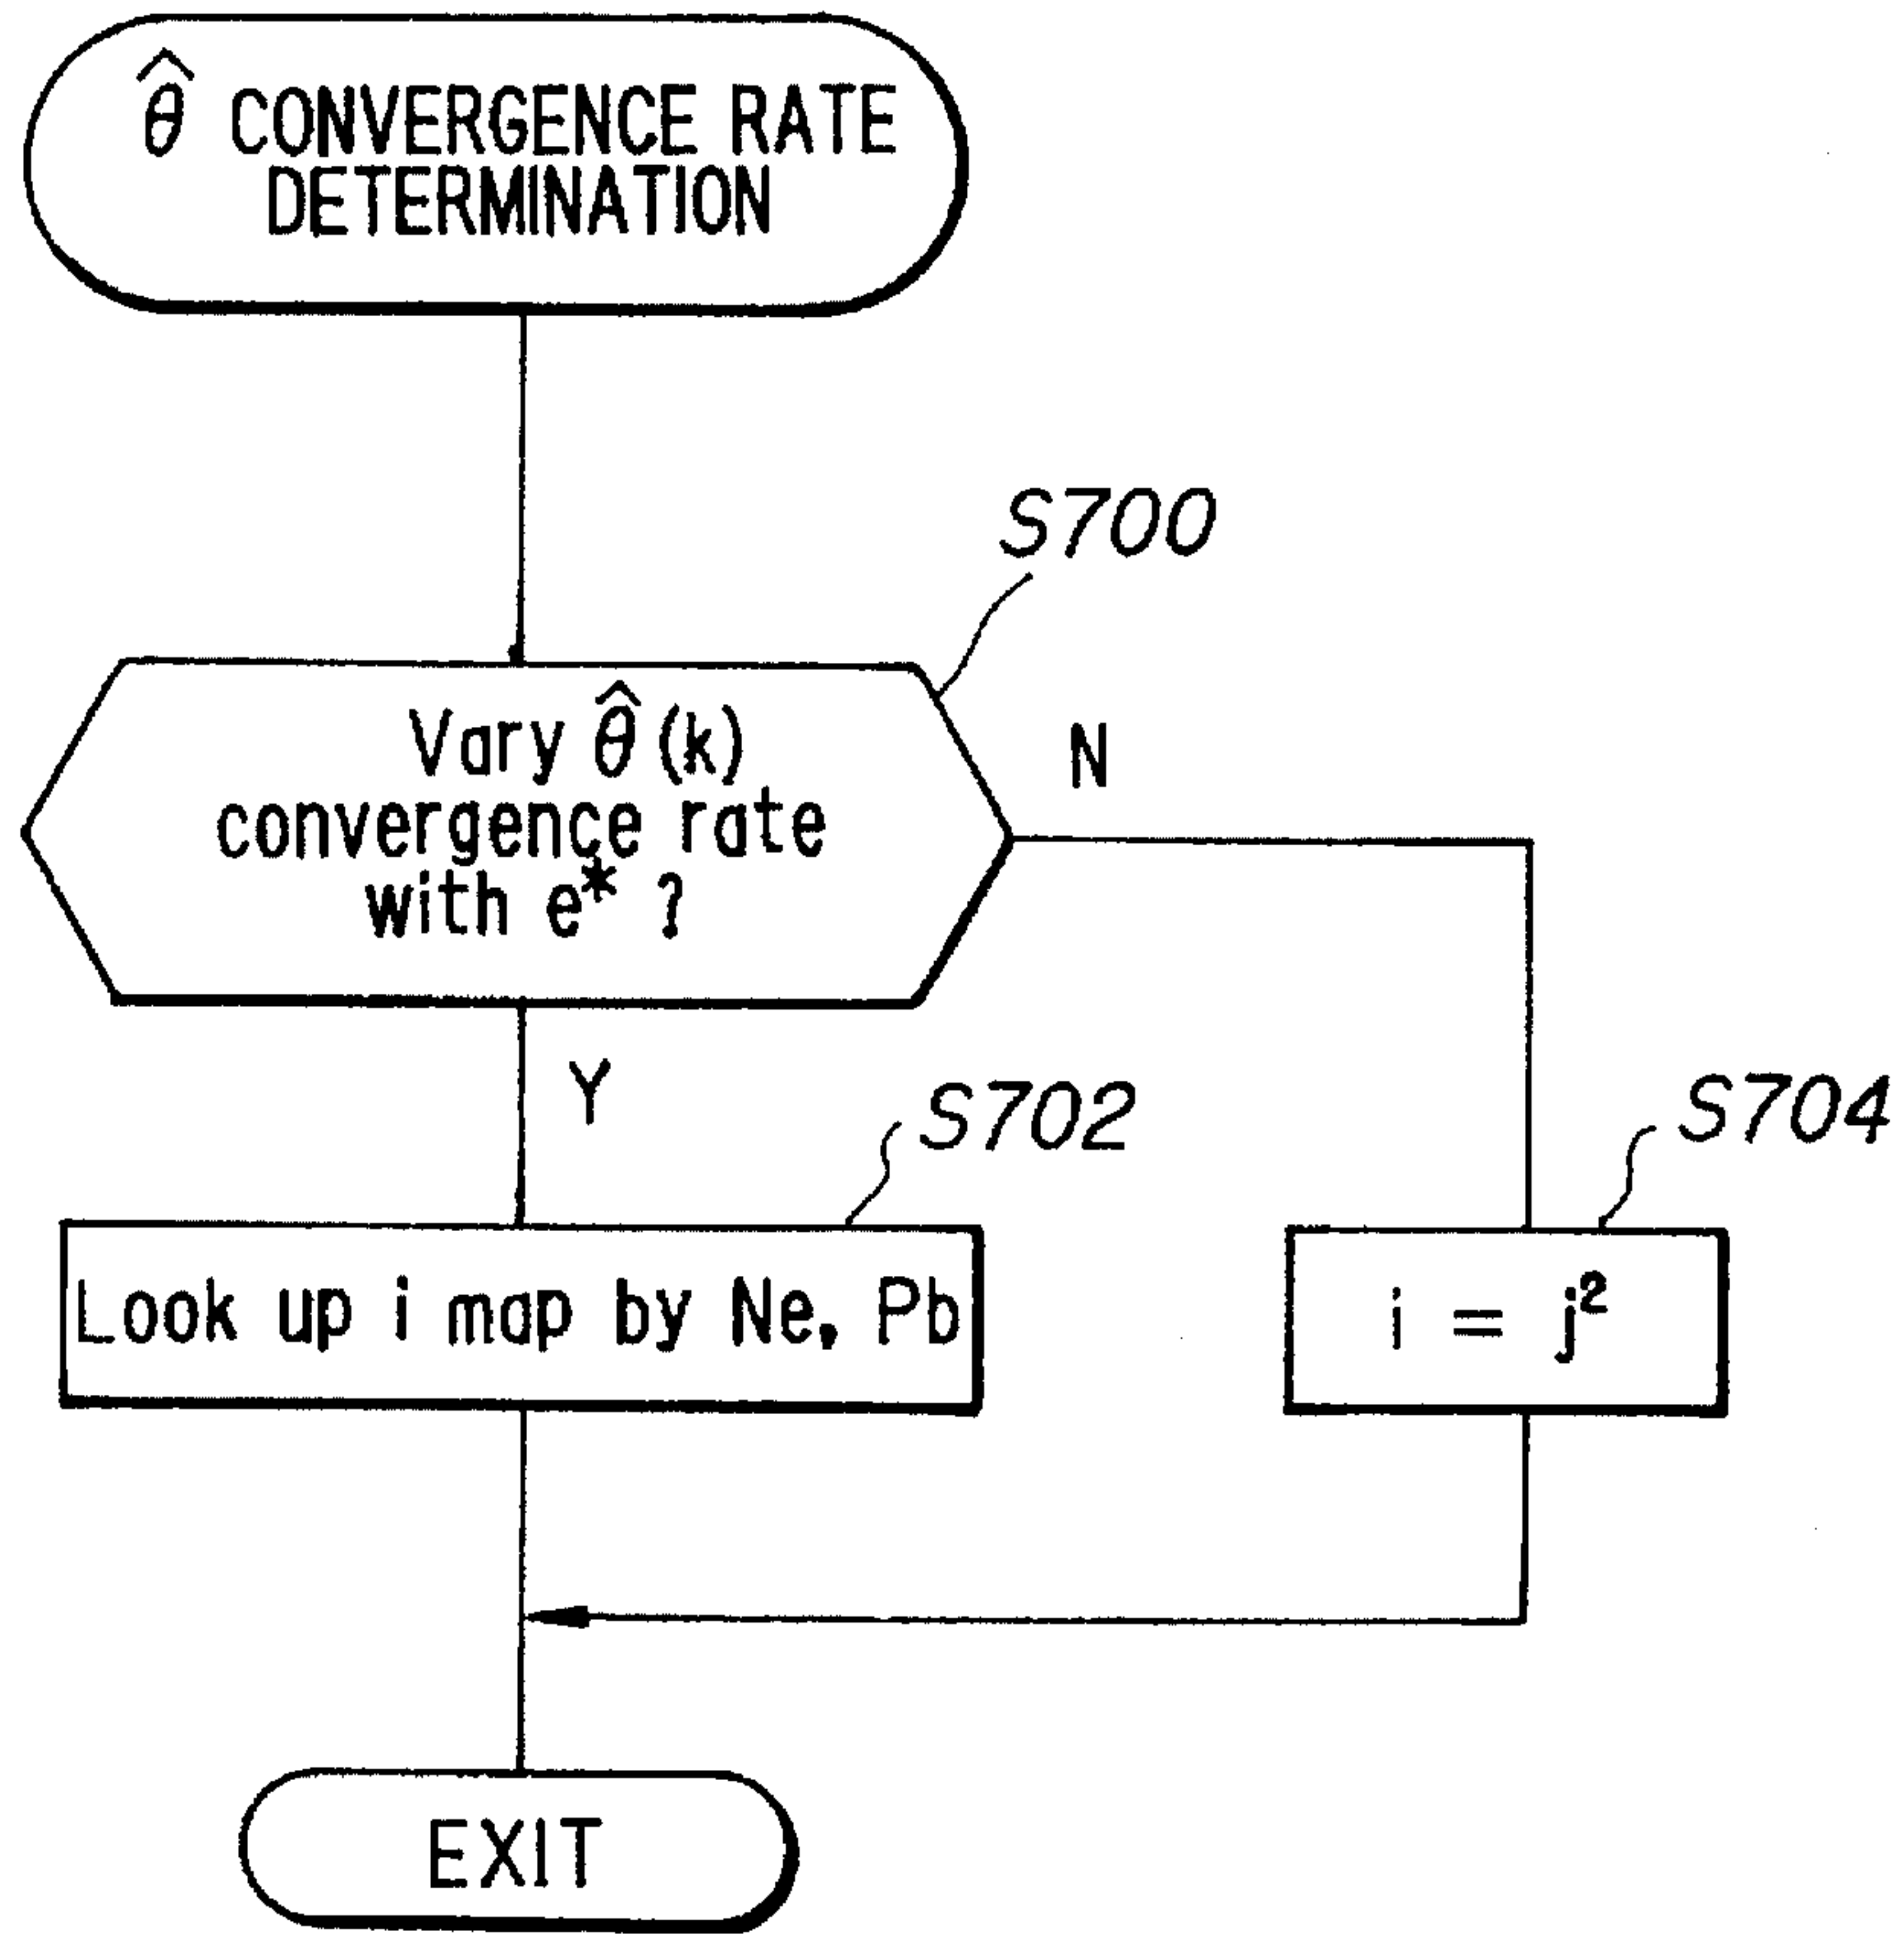 θ̂ CONVERGENCE RATE
DETERMINATION
S700
Vary θ̂(k)
convergence rate
with e* ?
N
Y
S702
S704
Look up i map by Ne, Pb
i = j²
EXIT